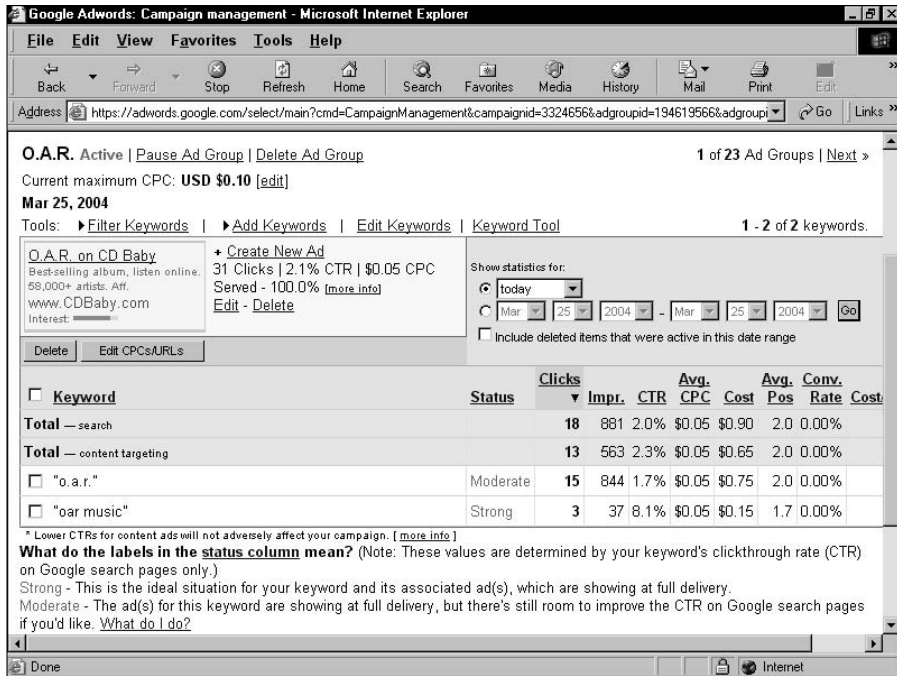 Google Adwords: Campaign management - Microsoft Internet Explorer
File Edit View Favorites Tools Help
Back Forward Stop Refresh Home Search Favorites Media History Mail Print Edit
Address https://adwords.google.com/select/main?cmd=CampaignManagement&campaignid=3324656&adgroupid=194619566&adgroupi Go Links »
O.A.R. Active | Pause Ad Group | Delete Ad Group 1 of 23 Ad Groups | Next »
Current maximum CPC: USD $0.10 [edit]
Mar 25, 2004
Tools: Filter Keywords | Add Keywords | Edit Keywords | Keyword Tool 1 - 2 of 2 keywords.
O.A.R. on CD Baby
Best-selling album, listen online.
58,000+ artists. Aff.
www.CDBaby.com
Interest:
+ Create New Ad
31 Clicks | 2.1% CTR | $0.05 CPC
Served - 100.0% [more info]
Edit - Delete
Show statistics for:
today
Mar 25 2004 - Mar 25 2004 Go
Include deleted items that were active in this date range
Delete Edit CPCs/URLs
Keyword Status Clicks ▼ Impr. CTR Avg. CPC Cost Avg. Pos Conv. Rate Cost/
Total — search 18 881 2.0% $0.05 $0.90 2.0 0.00%
Total — content targeting 13 563 2.3% $0.05 $0.65 2.0 0.00%
"o.a.r." Moderate 15 844 1.7% $0.05 $0.75 2.0 0.00%
"oar music" Strong 3 37 8.1% $0.05 $0.15 1.7 0.00%
* Lower CTRs for content ads will not adversely affect your campaign. [ more info ]
What do the labels in the status column mean? (Note: These values are determined by your keyword's clickthrough rate (CTR)
on Google search pages only.)
Strong - This is the ideal situation for your keyword and its associated ad(s), which are showing at full delivery.
Moderate - The ad(s) for this keyword are showing at full delivery, but there's still room to improve the CTR on Google search pages
if you'd like. What do I do?
Done Internet